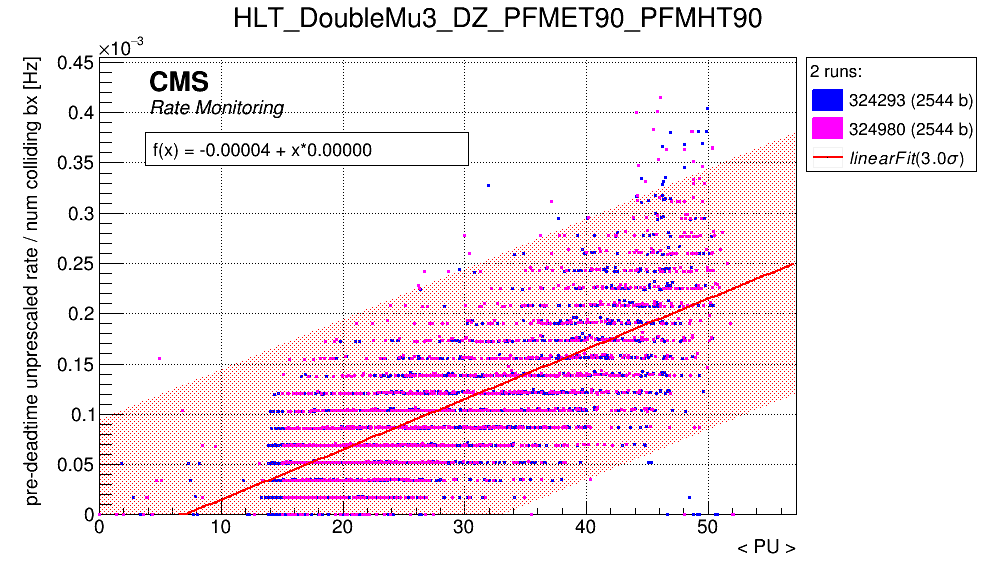 HLT_DoubleMu3_DZ_PFMET90_PFMHT90
×10⁻³
pre-deadtime unprescaled rate / num colliding bx [Hz]
0.45
0.4
0.35
0.3
0.25
0.2
0.15
0.1
0.05
0
CMS
Rate Monitoring
f(x) = -0.00004 + x*0.00000
2 runs:
324293 (2544 b)
324980 (2544 b)
linearFit(3.0σ)
0 10 20 30 40 50
< PU >